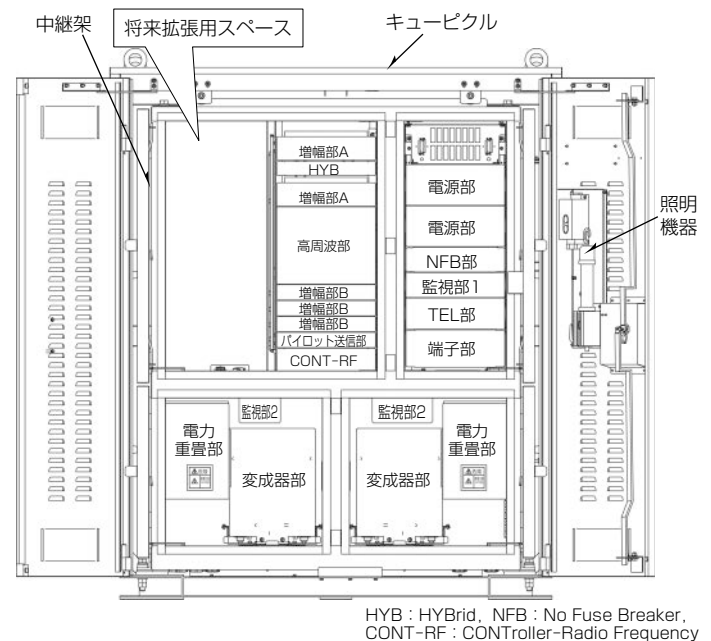 中継架
将来拡張用スペース
キュービクル
増幅部A
HYB
増幅部A
高周波部
増幅部B
増幅部B
増幅部B
パイロット送信部
CONT-RF
電源部
電源部
NFB部
監視部1
TEL部
端子部
照明
機器
監視部2
電力
重畳部
変成器部
監視部2
変成器部
電力
重畳部
HYB：HYBrid，NFB：No Fuse Breaker，
CONT-RF：CONTroller-Radio Frequency